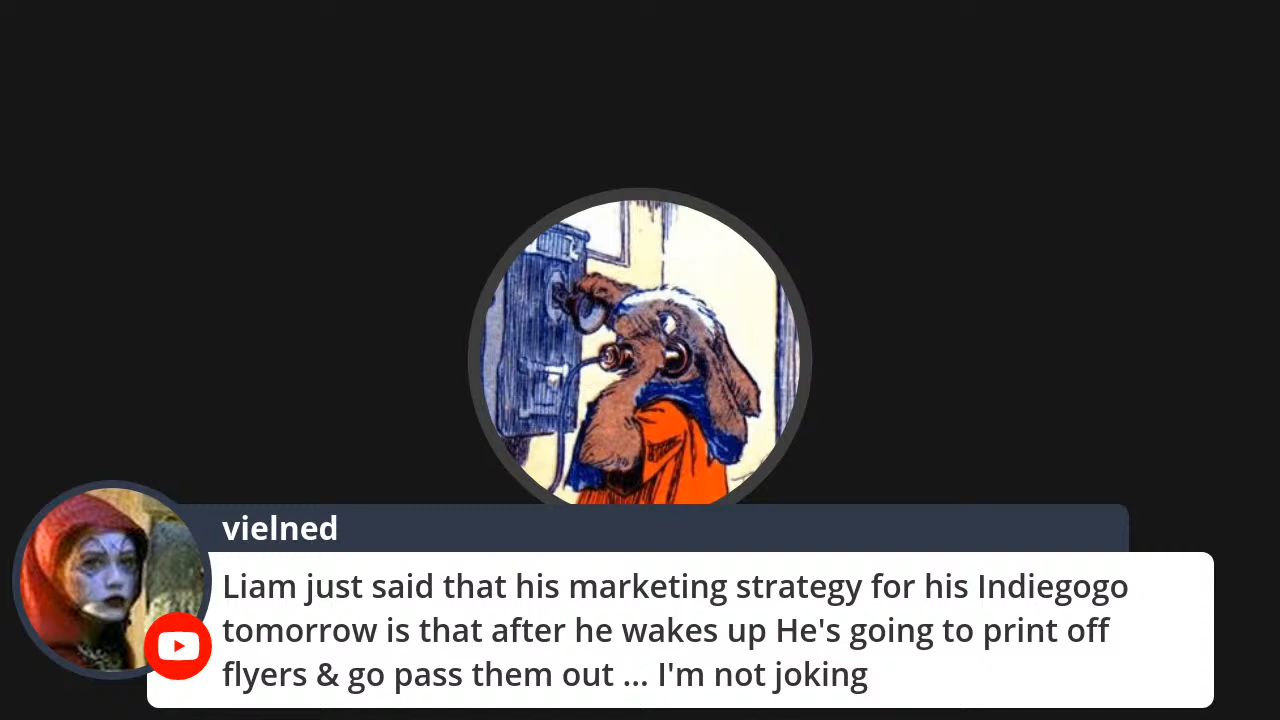 vielned
Liam just said that his marketing strategy for his Indiegogo
tomorrow is that after he wakes up He's going to print off
flyers & go pass them out ... I'm not joking